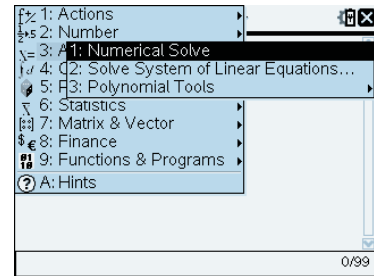 1: Actions
2: Number
3: A
1: Numerical Solve
4: C
2: Solve System of Linear Equations...
5: F
3: Polynomial Tools
6: Statistics
7: Matrix & Vector
8: Finance
9: Functions & Programs
A: Hints
0/99